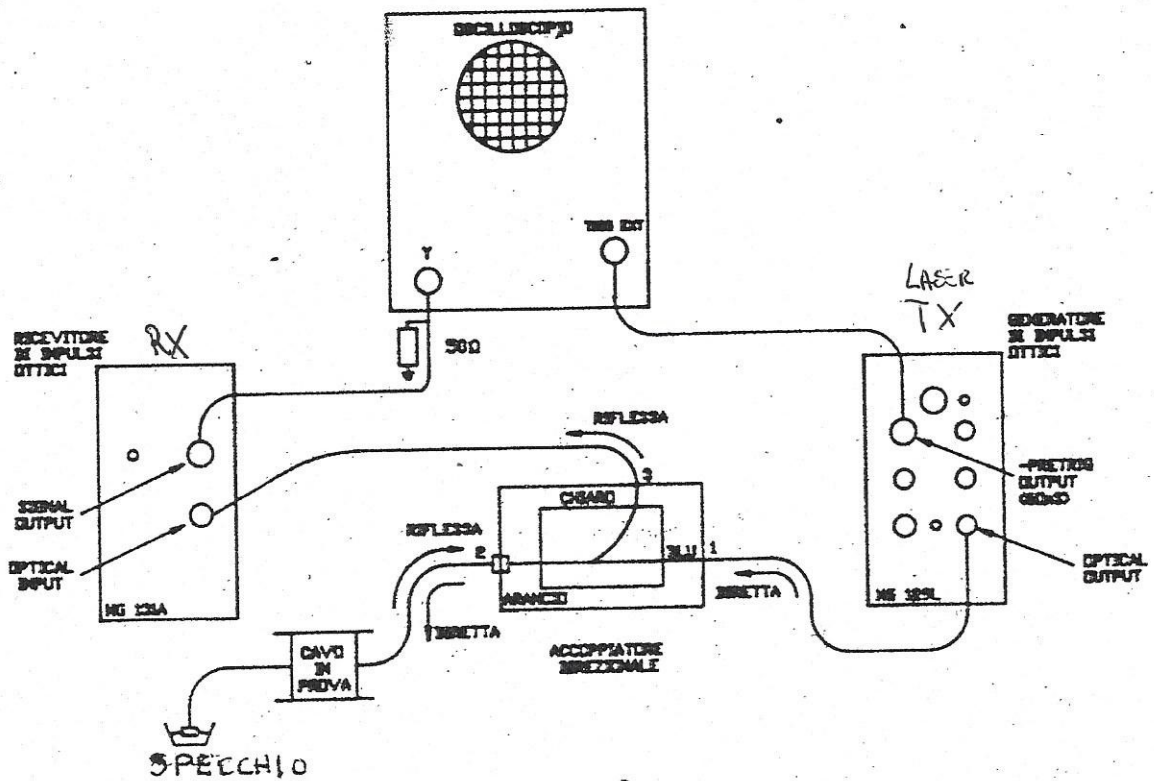 OSCILLOSCOPIO
TRIG EXT
Y
50Ω
RICEVITORE
DI IMPULSI
OTTICI
RX
LASER
TX
GENERATORE
DI IMPULSI
OTTICI
RIFLESSA
3
CHIARO
SIGNAL
OUTPUT
OPTICAL
INPUT
RIFLESSA
2
BLU 1
ARANCIO
DIRETTA
DIRETTA
ACCOPPIATORE
DIREZIONALE
-PRETRIG
OUTPUT
OPTICAL
OUTPUT
CAVO
IN
PROVA
SPECCHIO